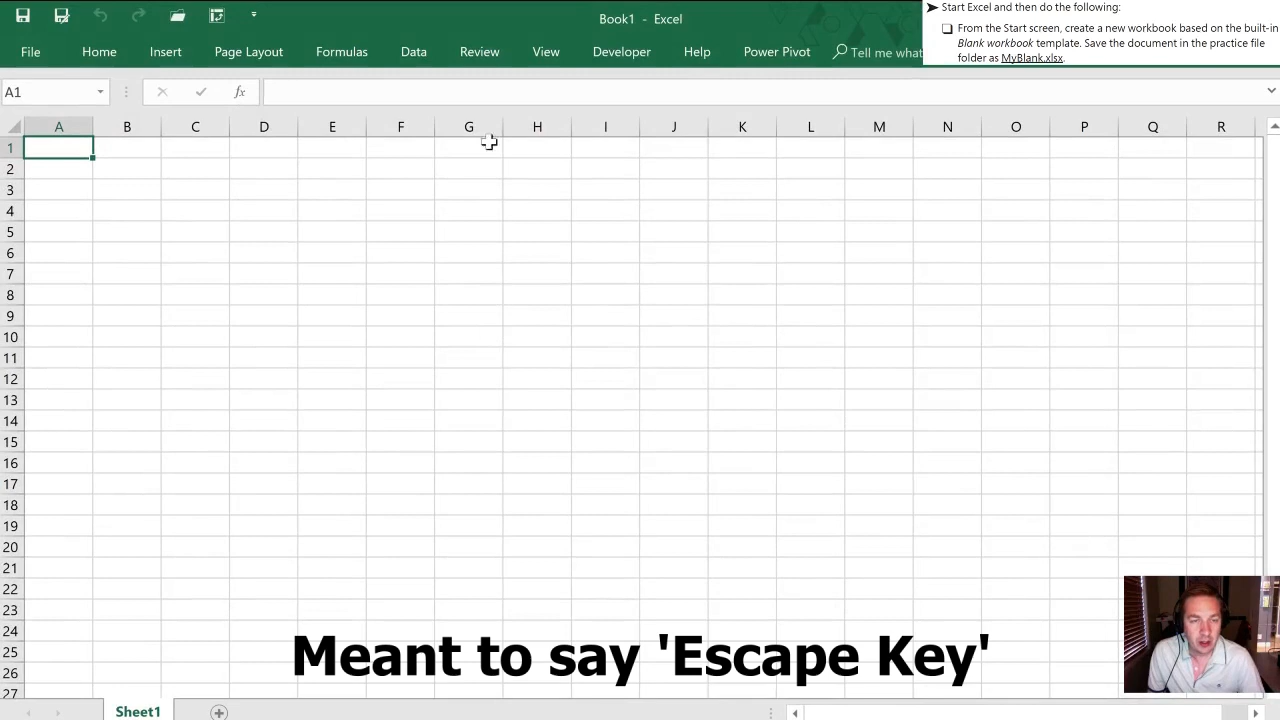 Book1 - Excel
➤ Start Excel and then do the following:
❑ From the Start screen, create a new workbook based on the built-in
Blank workbook template. Save the document in the practice file
folder as MyBlank.xlsx.
File Home Insert Page Layout Formulas Data Review View Developer Help Power Pivot Tell me what
A1 fx
A B C D E F G H I J K L M N O P Q R
1
2
3
4
5
6
7
8
9
10
11
12
13
14
15
16
17
18
19
20
21
22
23
24
25
26
27
Meant to say 'Escape Key'
Sheet1